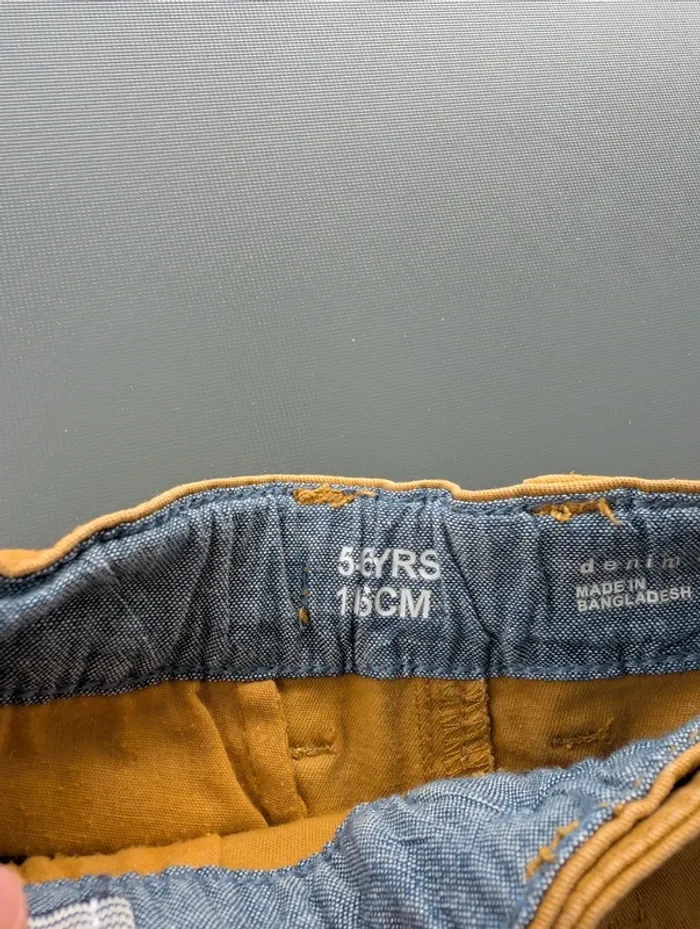 5-6YRS
116CM
denim
MADE IN
BANGLADESH